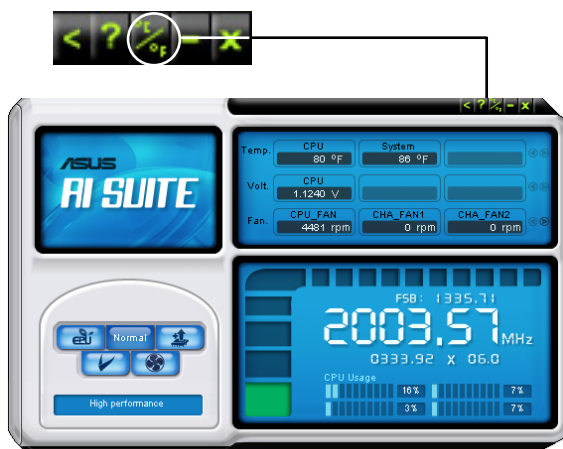 < ? °C/°F – x
< ? °C/°F – x
ASUS
AI SUITE
Temp. CPU System
80 °F 86 °F
Volt. CPU
1.1240 V
Fan. CPU_FAN CHA_FAN1 CHA_FAN2
4481 rpm 0 rpm 0 rpm
Normal
High performance
FSB: 1335.71
2003.57 MHz
0333.92 x 06.0
CPU Usage
16% 7%
3% 7%